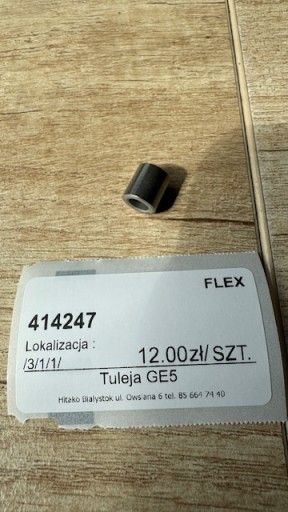 FLEX
414247
Lokalizacja :
/3/1/1/ 12.00zł/ SZT.
Tuleja GE5
Hitako Białystok ul. Owsiana 6 tel. 85 664 74 40